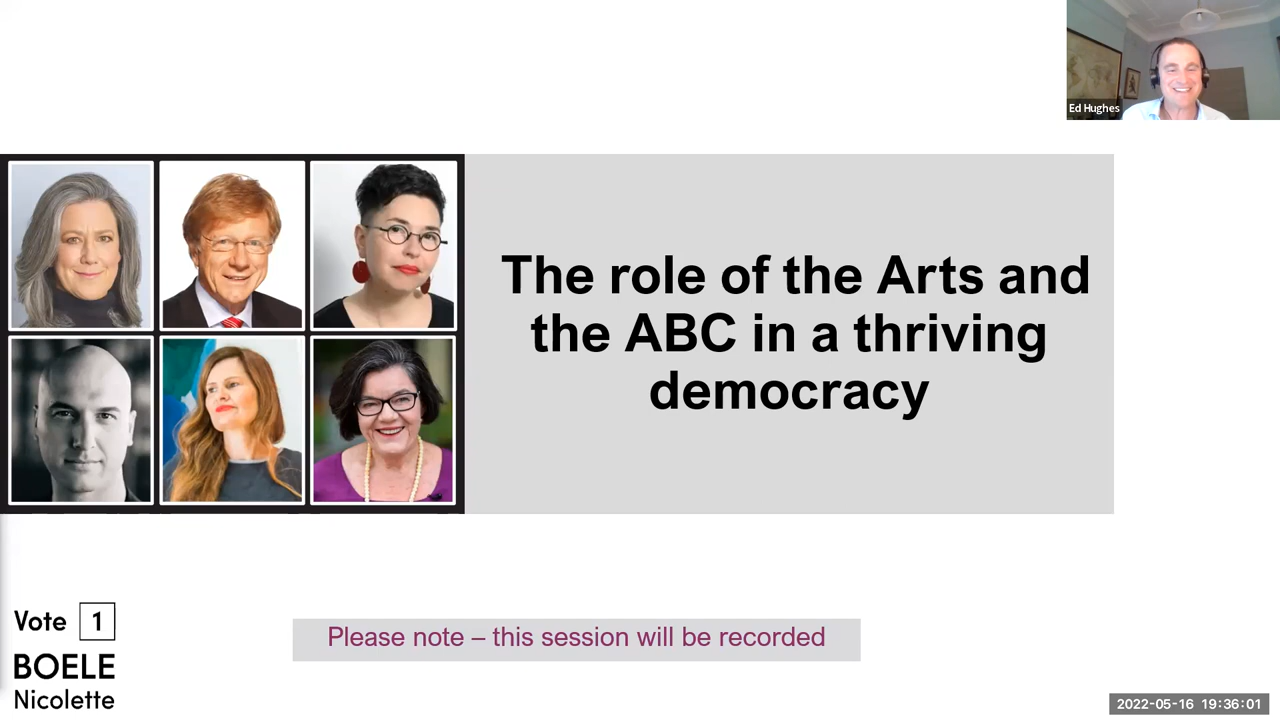 Ed Hughes
The role of the Arts and
the ABC in a thriving
democracy
Please note – this session will be recorded
Vote 1
BOELE
Nicolette
2022-05-16 19:36:01